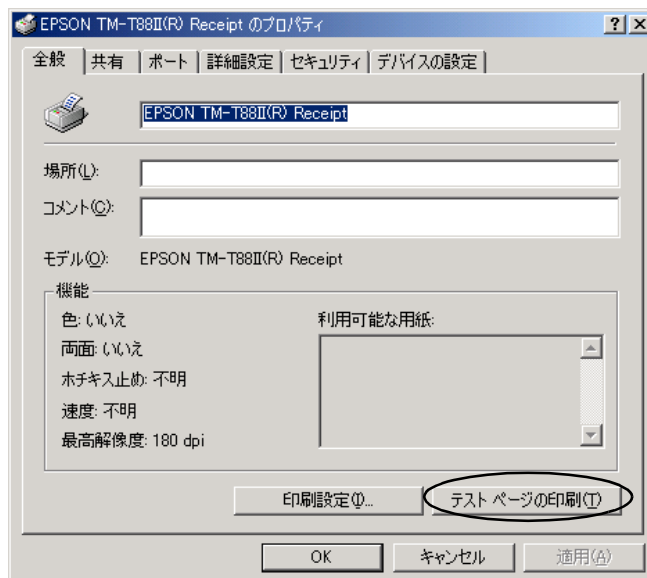 EPSON TM-T88II(R) Receipt のプロパティ
全般 共有 ポート 詳細設定 セキュリティ デバイスの設定
EPSON TM-T88II(R) Receipt
場所(L):
コメント(C):
モデル(O): EPSON TM-T88II(R) Receipt
機能
色: いいえ 利用可能な用紙:
両面: いいえ
ホチキス止め: 不明
速度: 不明
最高解像度: 180 dpi
印刷設定(I)... テスト ページの印刷(T)
OK キャンセル 適用(A)